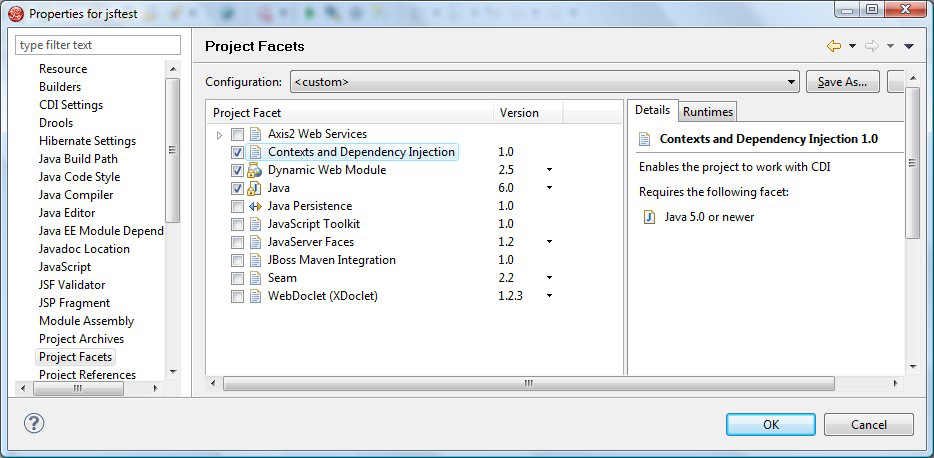 Properties for jsftest
type filter text
Resource
Builders
CDI Settings
Drools
Hibernate Settings
Java Build Path
Java Code Style
Java Compiler
Java Editor
Java EE Module Depend
Javadoc Location
JavaScript
JSF Validator
JSP Fragment
Module Assembly
Project Archives
Project Facets
Project References
Project Facets
Configuration: <custom> Save As...
Project Facet Version
Axis2 Web Services
Contexts and Dependency Injection 1.0
Dynamic Web Module 2.5
Java 6.0
Java Persistence 1.0
JavaScript Toolkit 1.0
JavaServer Faces 1.2
JBoss Maven Integration 1.0
Seam 2.2
WebDoclet (XDoclet) 1.2.3
Details Runtimes
Contexts and Dependency Injection 1.0
Enables the project to work with CDI
Requires the following facet:
Java 5.0 or newer
OK Cancel